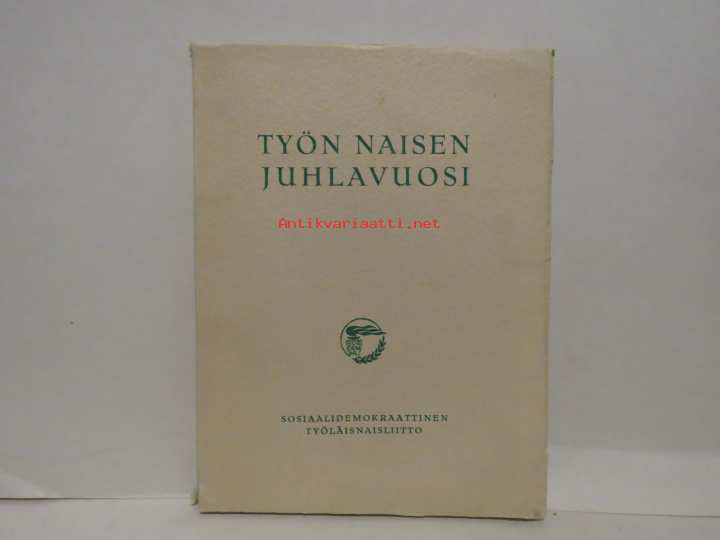 TYÖN NAISEN
JUHLAVUOSI
Antikvariaatti.net
SOSIAALIDEMOKRAATTINEN
TYÖLÄISNAISLIITTO